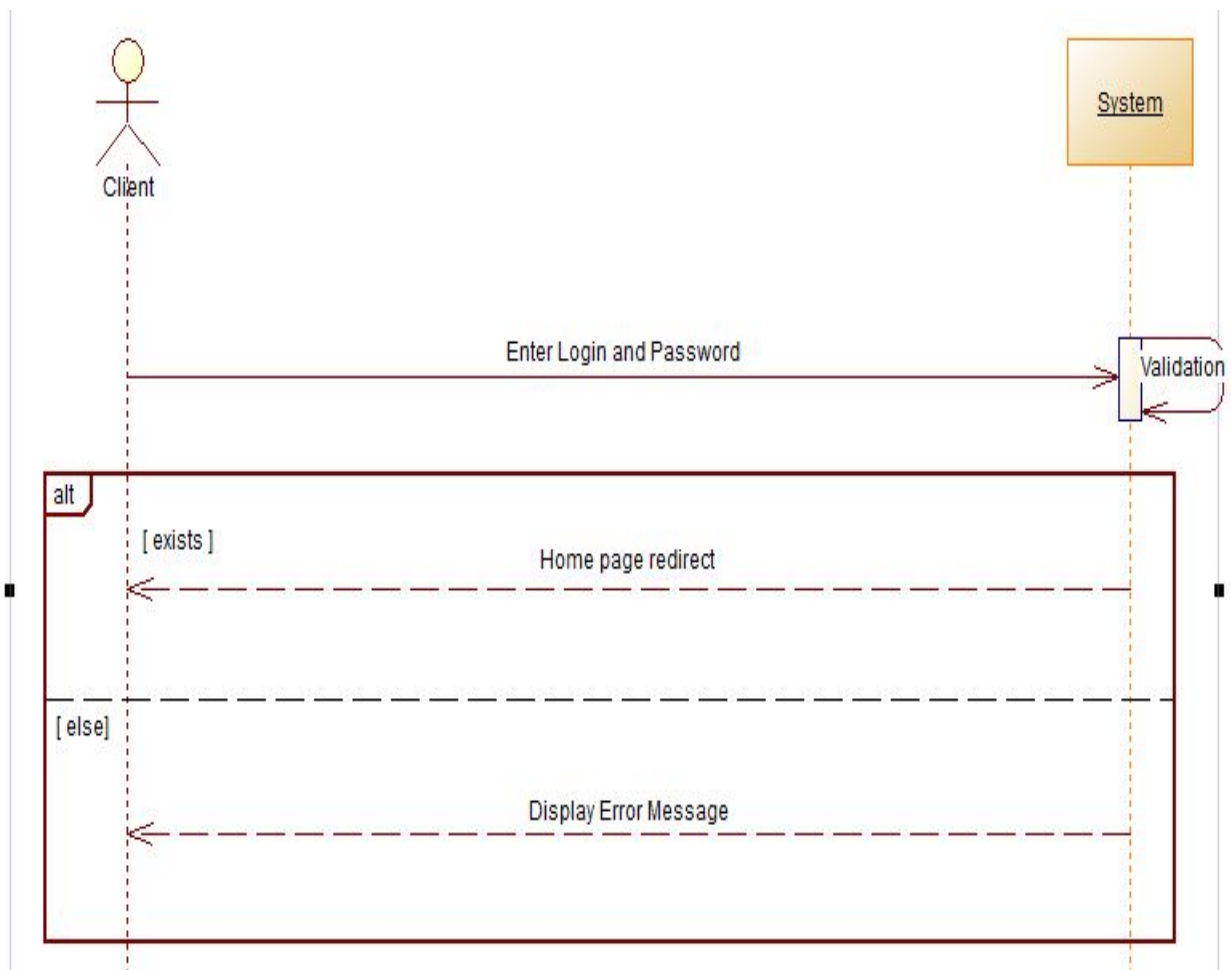 System
Client
Enter Login and Password
Validation
alt
[ exists ]
Home page redirect
[ else]
Display Error Message